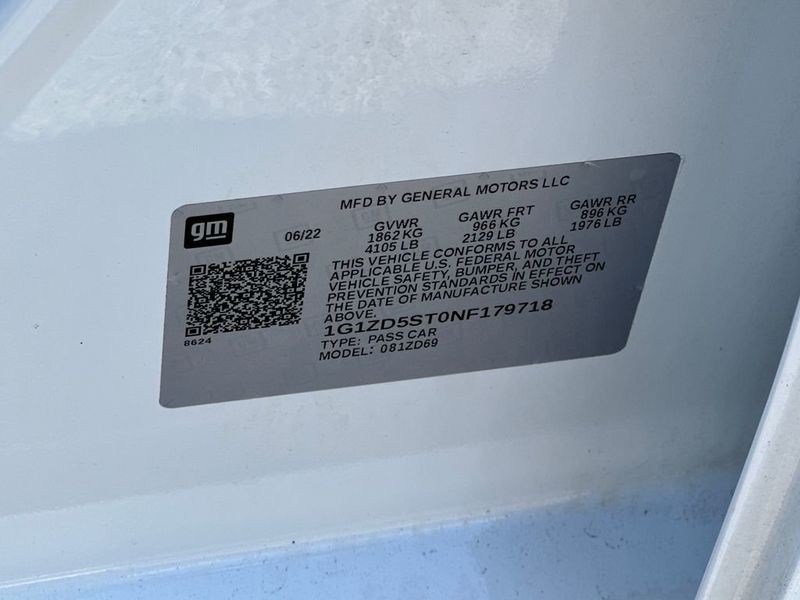 MFD BY GENERAL MOTORS LLC
gm
06/22
GVWR GAWR FRT GAWR RR
1862 KG 966 KG 896 KG
4105 LB 2129 LB 1976 LB
THIS VEHICLE CONFORMS TO ALL
APPLICABLE U.S. FEDERAL MOTOR
VEHICLE SAFETY, BUMPER, AND THEFT
PREVENTION STANDARDS IN EFFECT ON
THE DATE OF MANUFACTURE SHOWN
ABOVE.
1G1ZD5ST0NF179718
TYPE: PASS CAR
MODEL: 081ZD69
8624